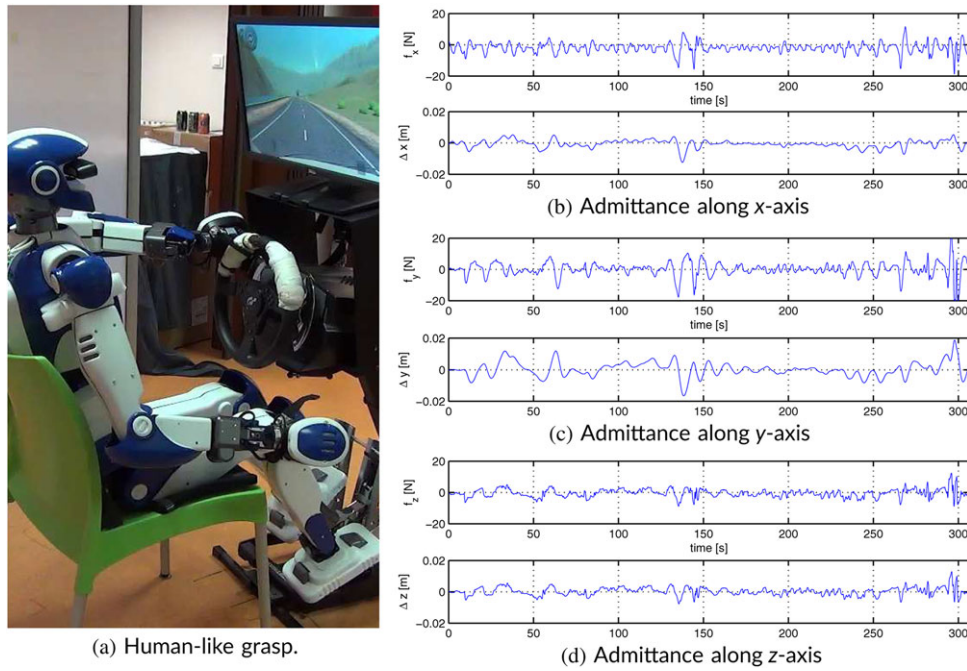 20
0
−20
f_x [N]
0 50 100 150 200 250 300
time [s]
0.02
0
−0.02
Δ x [m]
0 50 100 150 200 250 300
(b) Admittance along x-axis
20
0
−20
f_y [N]
0 50 100 150 200 250 300
time [s]
0.02
0
−0.02
Δ y [m]
0 50 100 150 200 250 300
(c) Admittance along y-axis
20
0
−20
f_z [N]
0 50 100 150 200 250 300
time [s]
0.02
0
−0.02
Δ z [m]
0 50 100 150 200 250 300
(a) Human-like grasp.
(d) Admittance along z-axis